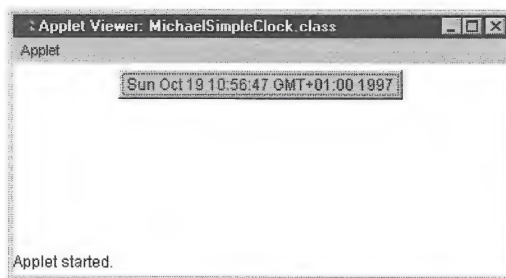 Applet Viewer: MichaelSimpleClock.class
Applet
Sun Oct 19 10:56:47 GMT+01:00 1997
Applet started.